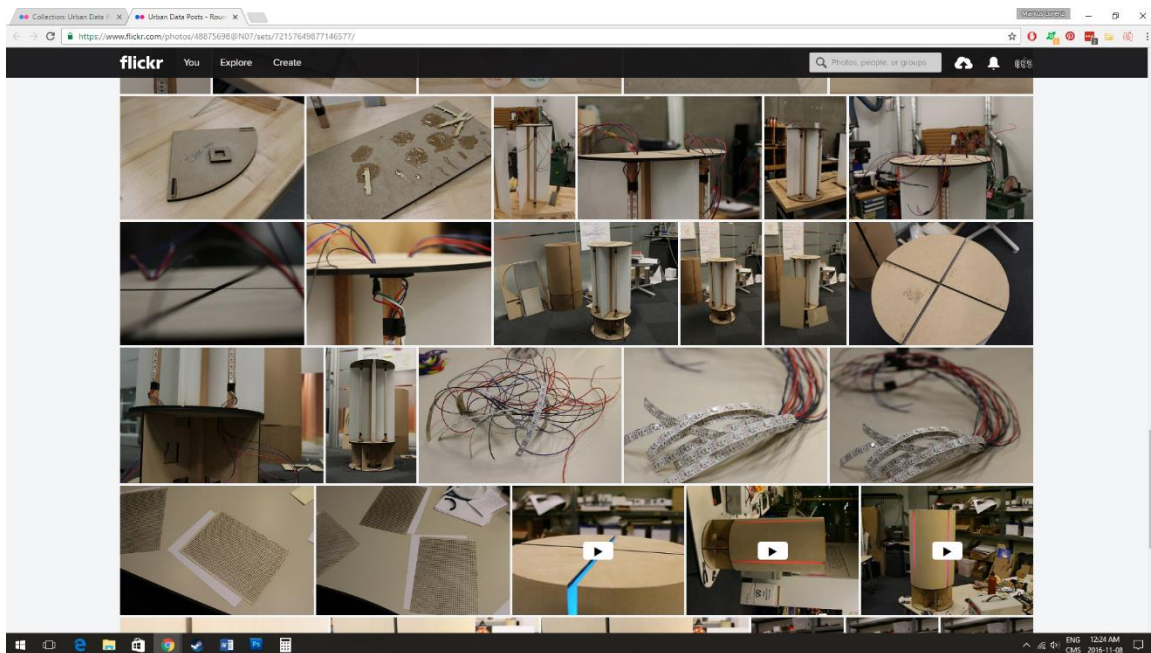 Collection: Urban Data P
Urban Data Posts - Roun
https://www.flickr.com/photos/48875698@N07/sets/72157649877146577/
flickr You Explore Create
Photos, people, or groups
ENG 12:24 AM
CMS 2016-11-08